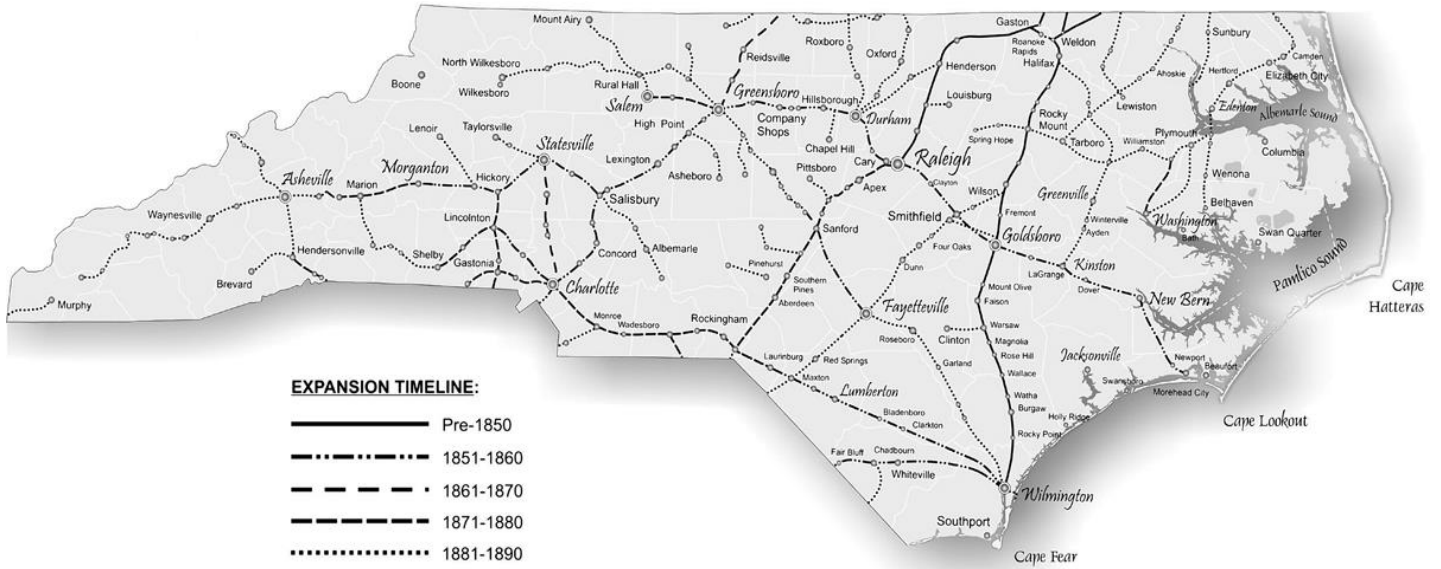 Mount Airy
North Wilkesboro
Boone
Wilkesboro
Rural Hall
Salem
Reidsville
Greensboro
High Point
Roxboro
Oxford
Hillsborough
Company
Shops
Durham
Chapel Hill
Henderson
Louisburg
Gaston
Roanoke
Rapids
Weldon
Halifax
Sunbury
Camden
Hertford
Elizabeth City
Ahoskie
Edenton
Albemarle Sound
Lewiston
Plymouth
Columbia
Rocky
Mount
Spring Hope
Tarboro
Williamston
Wenona
Belhaven
Lenoir
Taylorsville
Statesville
Morganton
Hickory
Asheville
Marion
Lexington
Asheboro
Pittsboro
Cary
Raleigh
Apex
Clayton
Wilson
Greenville
Salisbury
Waynesville
Lincolnton
Concord
Albemarle
Sanford
Smithfield
Fremont
Goldsboro
Winterville
Ayden
Washington
Bath
Swan Quarter
Pamlico Sound
Hendersonville
Shelby
Gastonia
Brevard
Murphy
Charlotte
Pinehurst
Southern
Pines
Aberdeen
Four Oaks
Dunn
LaGrange
Kinston
Dover
New Bern
Cape
Hatteras
Monroe
Wadesboro
Rockingham
Fayetteville
Mount Olive
Faison
Roseboro
Clinton
Warsaw
Magnolia
Rose Hill
Garland
Wallace
Jacksonville
Newport
Beaufort
Swansboro
Morehead City
Cape Lookout
Laurinburg
Red Springs
Maxton
Lumberton
Bladenboro
Clarkton
Watha
Burgaw
Holly Ridge
Rocky Point
Fair Bluff
Chadbourn
Whiteville
Wilmington
Southport
Cape Fear
EXPANSION TIMELINE:
Pre-1850
1851-1860
1861-1870
1871-1880
1881-1890